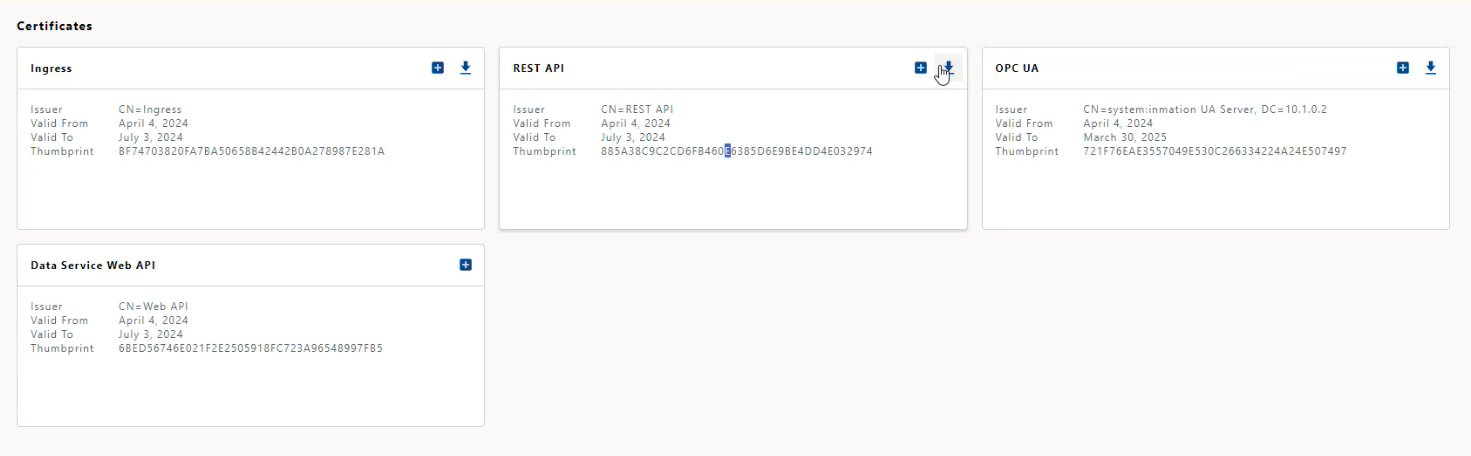 Certificates
Ingress
Issuer CN=Ingress
Valid From April 4, 2024
Valid To July 3, 2024
Thumbprint BF74703820FA7BA50658B42442B0A278987E281A
REST API
Issuer CN=REST API
Valid From April 4, 2024
Valid To July 3, 2024
Thumbprint 885A38C9C2CD6FB460E6385D6E9BE4DD4E032974
OPC UA
Issuer CN=system:inmation UA Server, DC=10.1.0.2
Valid From April 4, 2024
Valid To March 30, 2025
Thumbprint 721F76EAE3557049E530C266334224A24E507497
Data Service Web API
Issuer CN=Web API
Valid From April 4, 2024
Valid To July 3, 2024
Thumbprint 6BED56746E021F2E2505918FC723A96548997FB5